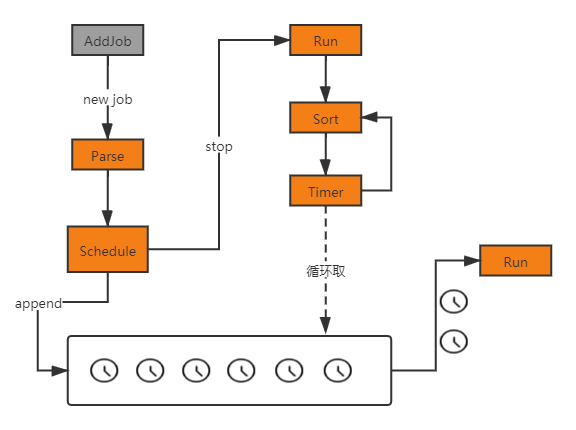 AddJob
new job
Parse
Schedule
append
stop
Run
Sort
Timer
循环取
Run